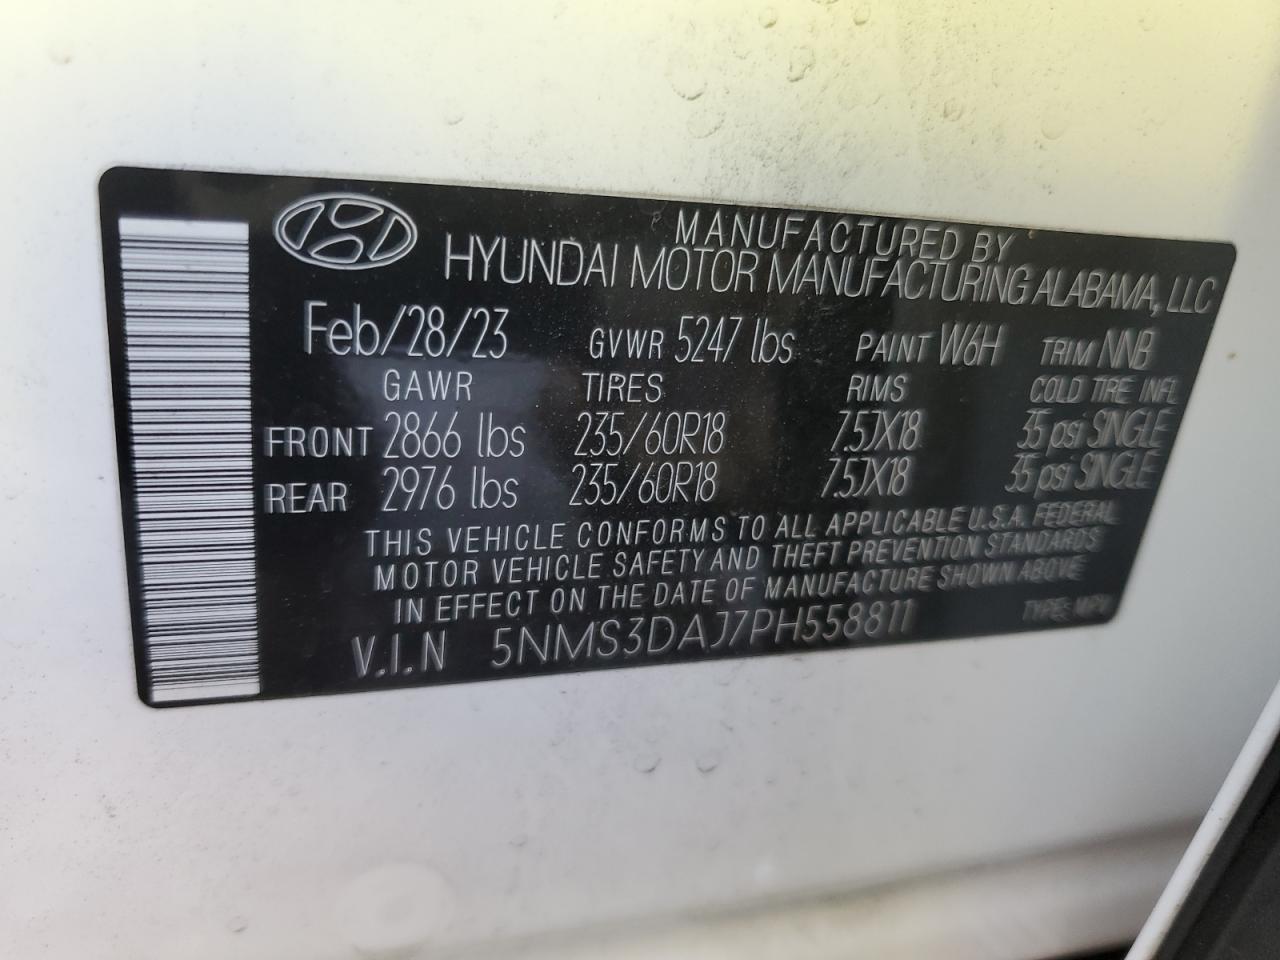 MANUFACTURED BY
HYUNDAI MOTOR MANUFACTURING ALABAMA, LLC
Feb/28/23 GVWR 5247 lbs PAINT W6H TRIM NNB
GAWR TIRES RIMS COLD TIRE INFL
FRONT 2866 lbs 235/60R18 7.5JX18 35 psi SINGLE
REAR 2976 lbs 235/60R18 7.5JX18 35 psi SINGLE
THIS VEHICLE CONFORMS TO ALL APPLICABLE U.S.A. FEDERAL
MOTOR VEHICLE SAFETY AND THEFT PREVENTION STANDARDS
IN EFFECT ON THE DATE OF MANUFACTURE SHOWN ABOVE
V.I.N 5NMS3DAJ7PH558811 TYPE: MPV